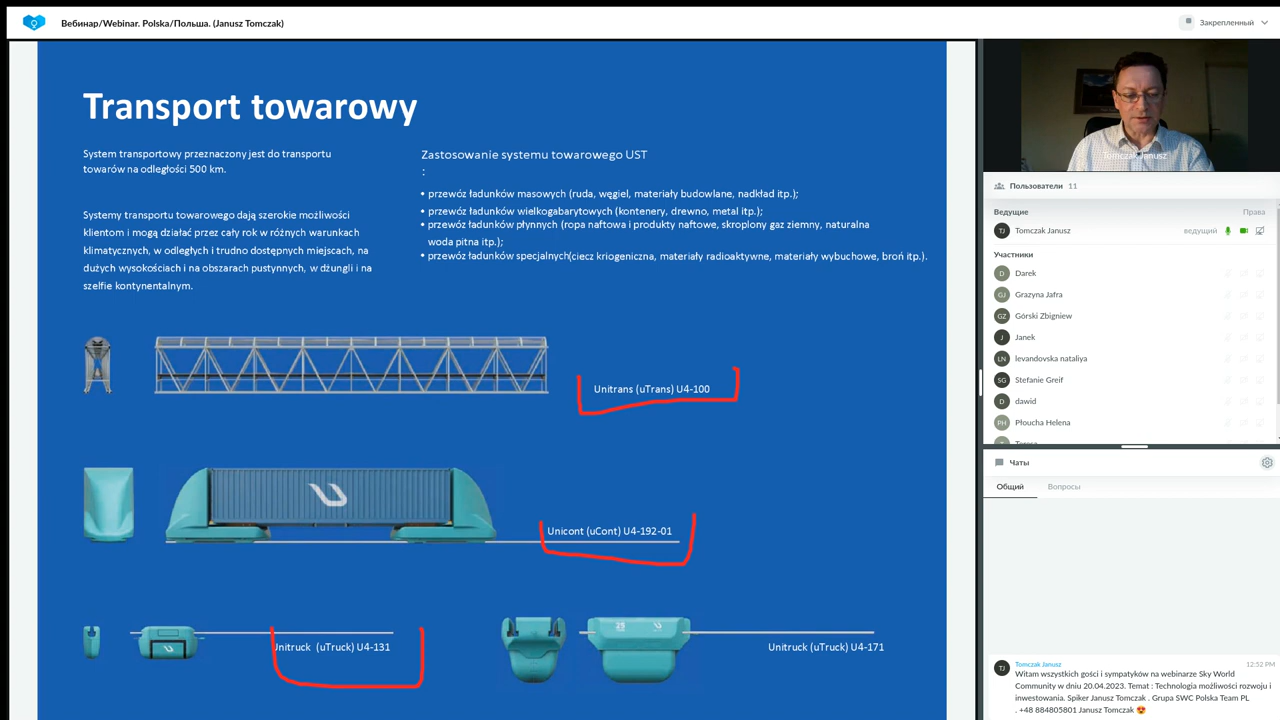 Вебинар/Webinar. Polska/Польша. (Janusz Tomczak)
Закрепленный
Transport towarowy
System transportowy przeznaczony jest do transportu
towarów na odległości 500 km.
Systemy transportu towarowego dają szerokie możliwości
klientom i mogą działać przez cały rok w różnych warunkach
klimatycznych, w odległych i trudno dostępnych miejscach, na
dużych wysokościach i na obszarach pustynnych, w dżungli i na
szelfie kontynentalnym.
Zastosowanie systemu towarowego UST
:
• przewóz ładunków masowych (ruda, węgiel, materiały budowlane, nadkład itp.);
• przewóz ładunków wielkogabarytowych (kontenery, drewno, metal itp.);
• przewóz ładunków płynnych (ropa naftowa i produkty naftowe, skroplony gaz ziemny, naturalna
woda pitna itp.);
• przewóz ładunków specjalnych(ciecz kriogeniczna, materiały radioaktywne, materiały wybuchowe, broń itp.).
Unitrans (uTrans) U4-100
Unicont (uCont) U4-192-01
Unitruck (uTruck) U4-131
25
Unitruck (uTruck) U4-171
Tomczak Janusz
Пользователи 11
Ведущие Права
TJ Tomczak Janusz ведущий
Участники
D Darek
GJ Grazyna Jafra
GZ Górski Zbigniew
J Janek
LN levandovska nataliya
SG Stefanie Greif
D dawid
PH Płoucha Helena
Чаты
Общий Вопросы
TJ Tomczak Janusz 12:52 PM
Witam wszystkich gości i sympatyków na webinarze Sky World
Community w dniu 20.04.2023. Temat : Technologia możliwości rozwoju i
inwestowania. Spiker Janusz Tomczak . Grupa SWC Polska Team PL
. +48 884805801 Janusz Tomczak 😍